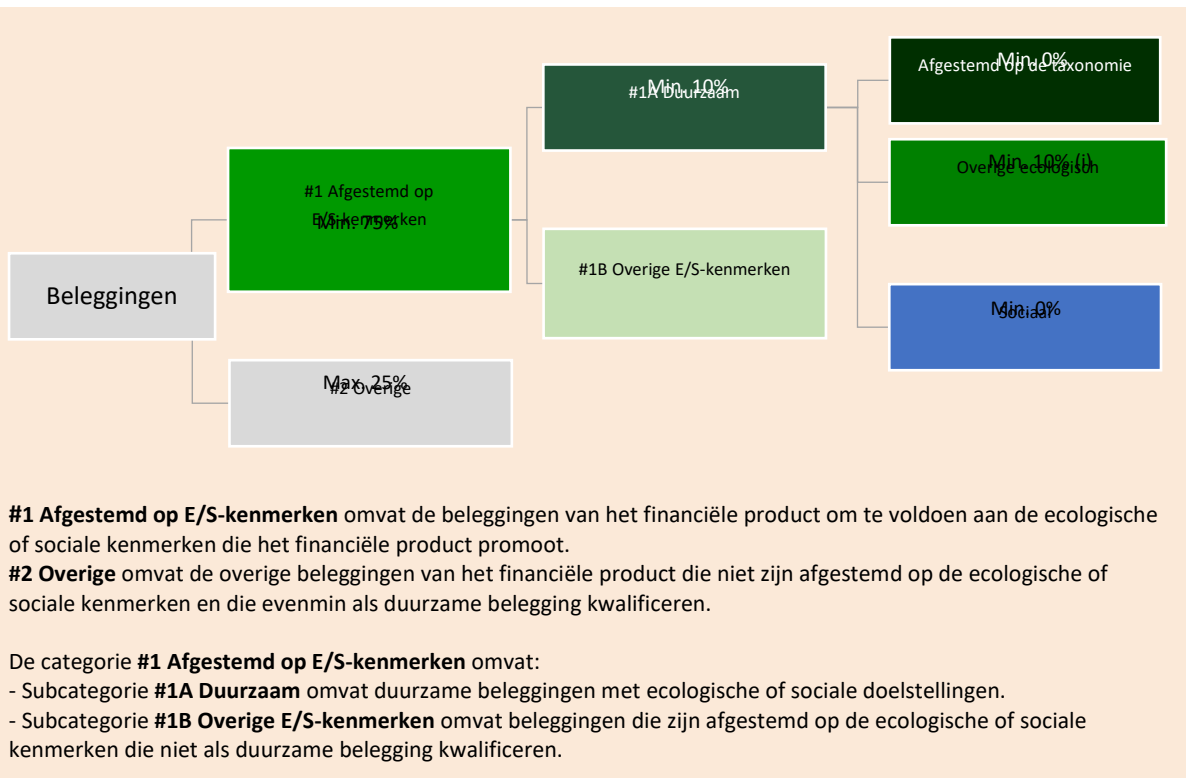 Beleggingen
#1 Afgestemd op
E/S-kenmerken
Min. 75%
#2 Overige
Max. 25%
#1A Duurzaam
Min. 10%
#1B Overige E/S-kenmerken
Afgestemd op de taxonomie
Min. 0%
Overige ecologisch
Min. 10% (i)
Sociaal
Min. 0%
#1 Afgestemd op E/S-kenmerken omvat de beleggingen van het financiële product om te voldoen aan de ecologische
of sociale kenmerken die het financiële product promoot.
#2 Overige omvat de overige beleggingen van het financiële product die niet zijn afgestemd op de ecologische of
sociale kenmerken en die evenmin als duurzame belegging kwalificeren.
De categorie #1 Afgestemd op E/S-kenmerken omvat:
- Subcategorie #1A Duurzaam omvat duurzame beleggingen met ecologische of sociale doelstellingen.
- Subcategorie #1B Overige E/S-kenmerken omvat beleggingen die zijn afgestemd op de ecologische of sociale
kenmerken die niet als duurzame belegging kwalificeren.